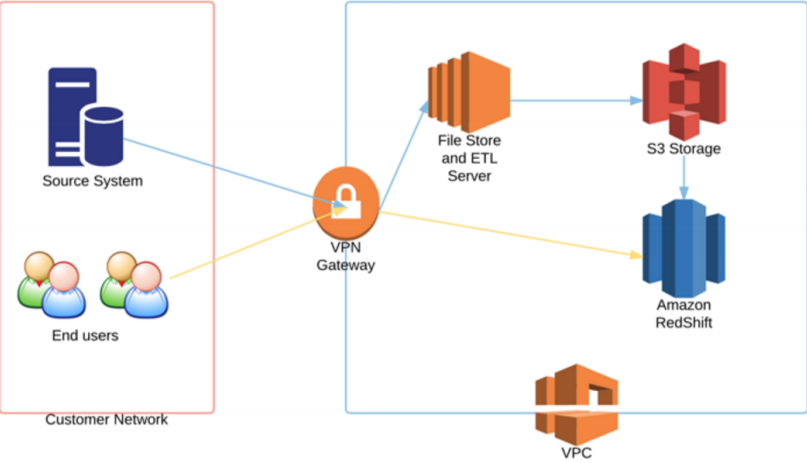 Source System
End users
Customer Network
VPN
Gateway
File Store
and ETL
Server
S3 Storage
Amazon
RedShift
VPC